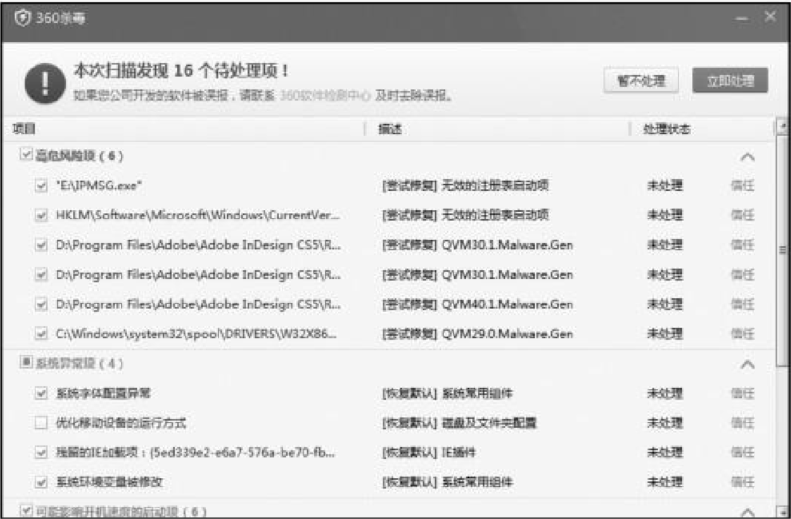 360杀毒
本次扫描发现 16 个待处理项！
如果您公司开发的软件被误报，请联系 360软件检测中心 及时去除误报。
暂不处理 立即处理
项目 描述 处理状态
高危风险项 ( 6 )
"E:\IPMSG.exe" [尝试修复] 无效的注册表启动项 未处理 信任
HKLM\Software\Microsoft\Windows\CurrentVer... [尝试修复] 无效的注册表启动项 未处理 信任
D:\Program Files\Adobe\Adobe InDesign CS5\R... [尝试修复] QVM30.1.Malware.Gen 未处理 信任
D:\Program Files\Adobe\Adobe InDesign CS5\R... [尝试修复] QVM30.1.Malware.Gen 未处理 信任
D:\Program Files\Adobe\Adobe InDesign CS5\R... [尝试修复] QVM40.1.Malware.Gen 未处理 信任
C:\Windows\system32\spool\DRIVERS\W32X86... [尝试修复] QVM29.0.Malware.Gen 未处理 信任
系统异常项 ( 4 )
系统字体配置异常 [恢复默认] 系统常用组件 未处理 信任
优化移动设备的运行方式 [恢复默认] 磁盘及文件夹配置 未处理 信任
残留的IE加载项：{5ed339e2-e6a7-576a-be70-fb... [恢复默认] IE插件 未处理 信任
系统环境变量被修改 [恢复默认] 系统常用组件 未处理 信任
可能影响开机速度的启动项 ( 6 )